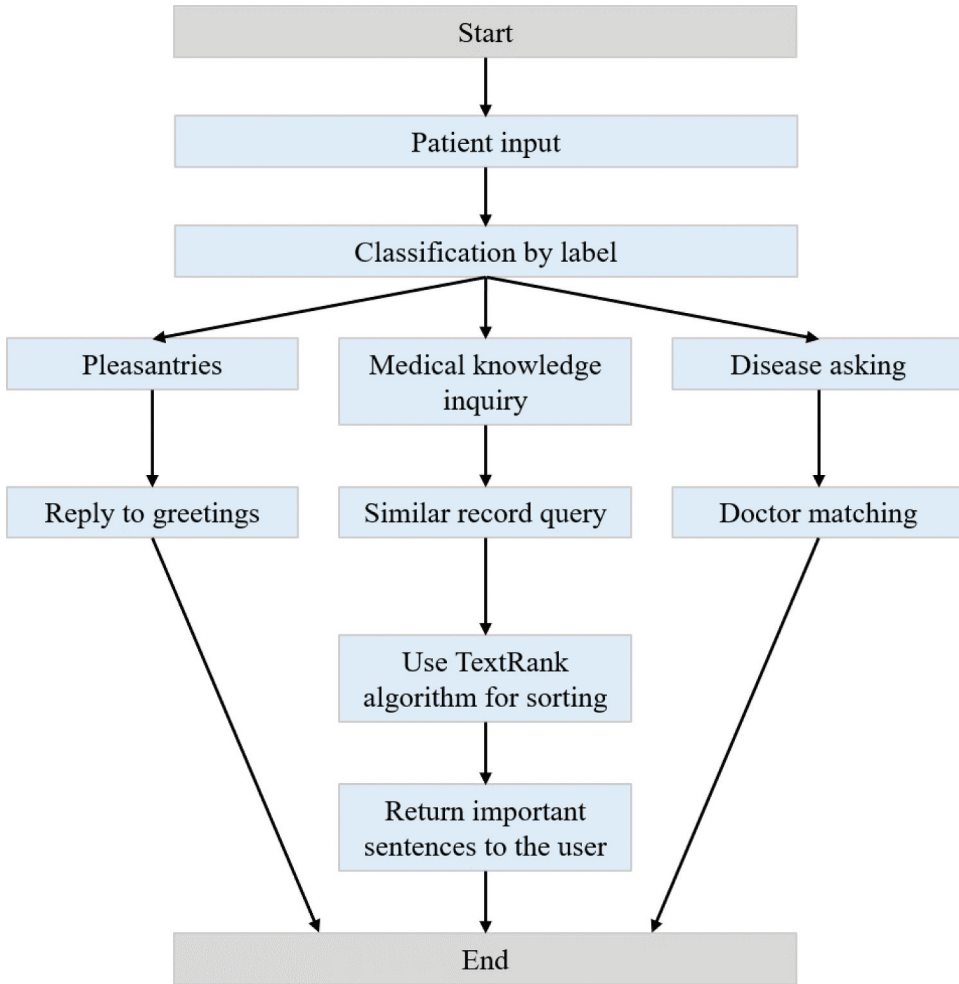 Start
Patient input
Classification by label
Pleasantries
Medical knowledge
inquiry
Disease asking
Reply to greetings
Similar record query
Doctor matching
Use TextRank
algorithm for sorting
Return important
sentences to the user
End